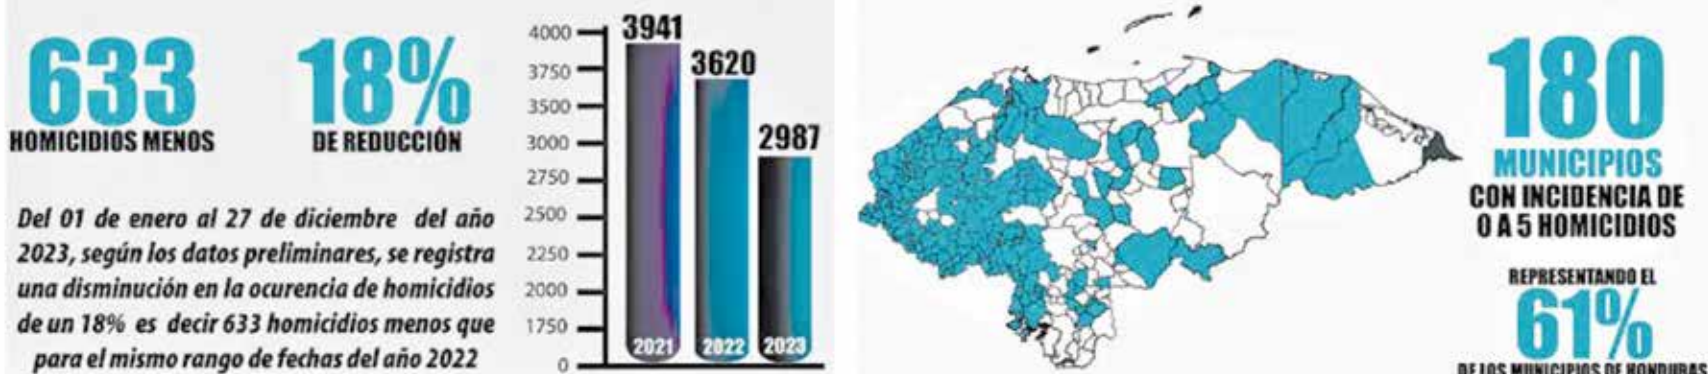 633
HOMICIDIOS MENOS
18%
DE REDUCCIÓN
Del 01 de enero al 27 de diciembre del año
2023, según los datos preliminares, se registra
una disminución en la ocurencia de homicidios
de un 18% es decir 633 homicidios menos que
para el mismo rango de fechas del año 2022
4000
3750
3500
3000
2750
2500
2250
2000
1750
0
3941
3620
2987
2021
2022
2023
180
MUNICIPIOS
CON INCIDENCIA DE
0 A 5 HOMICIDIOS
REPRESENTANDO EL
61%
DE LOS MUNICIPIOS DE HONDURAS